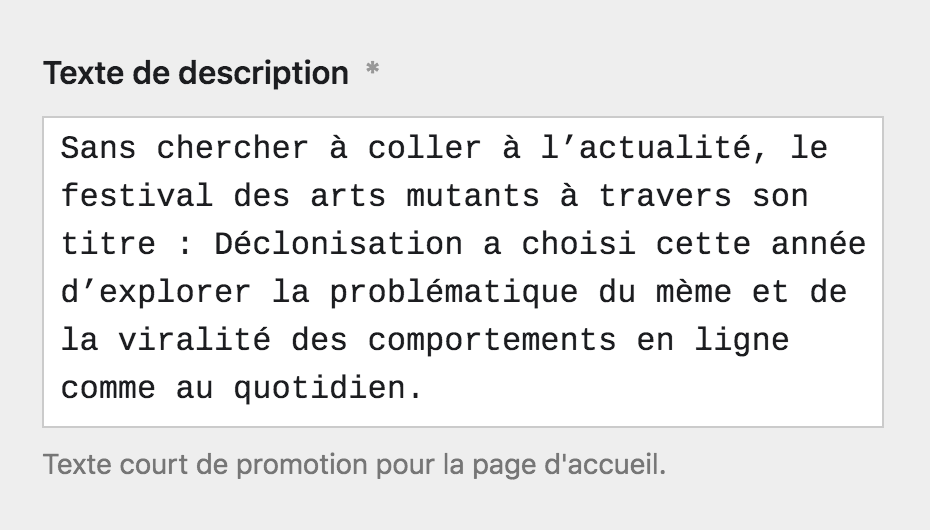 Texte de description *
Sans chercher à coller à l’actualité, le
festival des arts mutants à travers son
titre : Déclonisation a choisi cette année
d’explorer la problématique du mème et de
la viralité des comportements en ligne
comme au quotidien.
Texte court de promotion pour la page d'accueil.